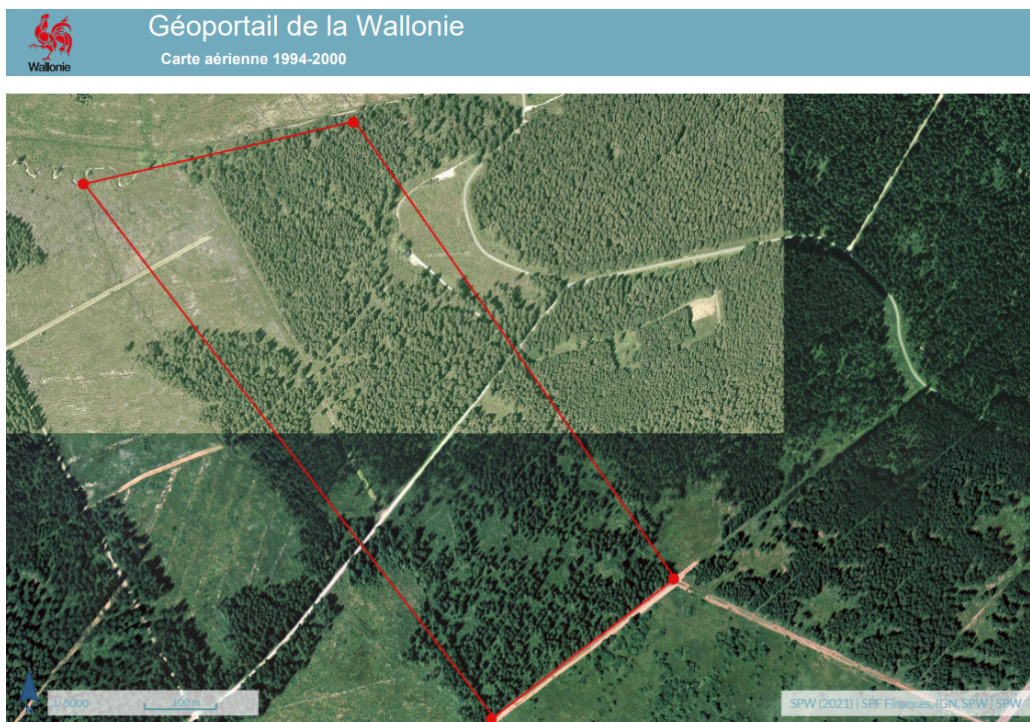 Géoportail de la Wallonie
Carte aérienne 1994-2000
Wallonie
1: 5000
100 m
SPW (2021) | SPF Finances, IGN, SPW | SPW